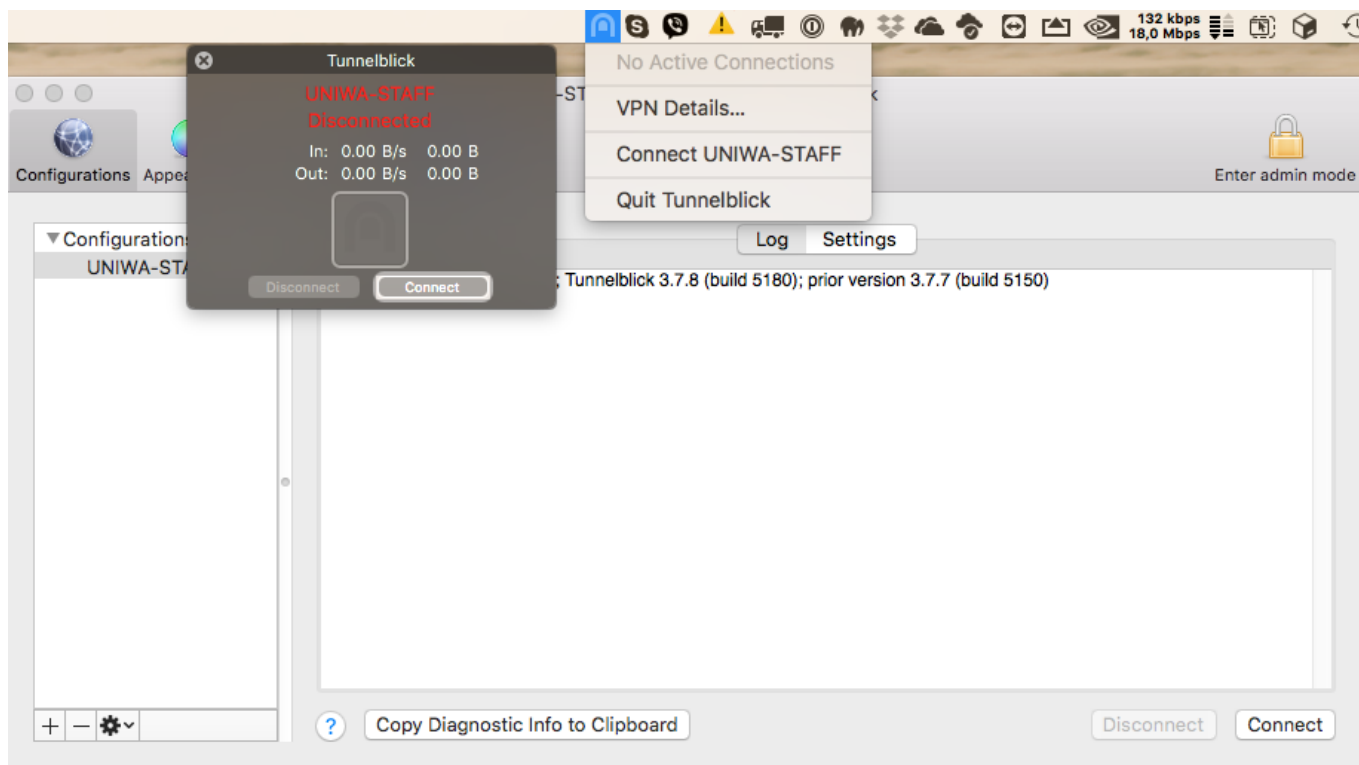 132 kbps
18,0 Mbps
Tunnelblick
UNIWA-STAFF
Disconnected
In: 0.00 B/s 0.00 B
Out: 0.00 B/s 0.00 B
Disconnect Connect
No Active Connections
VPN Details...
Connect UNIWA-STAFF
Quit Tunnelblick
-ST
k
Configurations Appea
Enter admin mode
Configuration
UNIWA-STA
Log Settings
; Tunnelblick 3.7.8 (build 5180); prior version 3.7.7 (build 5150)
? Copy Diagnostic Info to Clipboard
Disconnect Connect